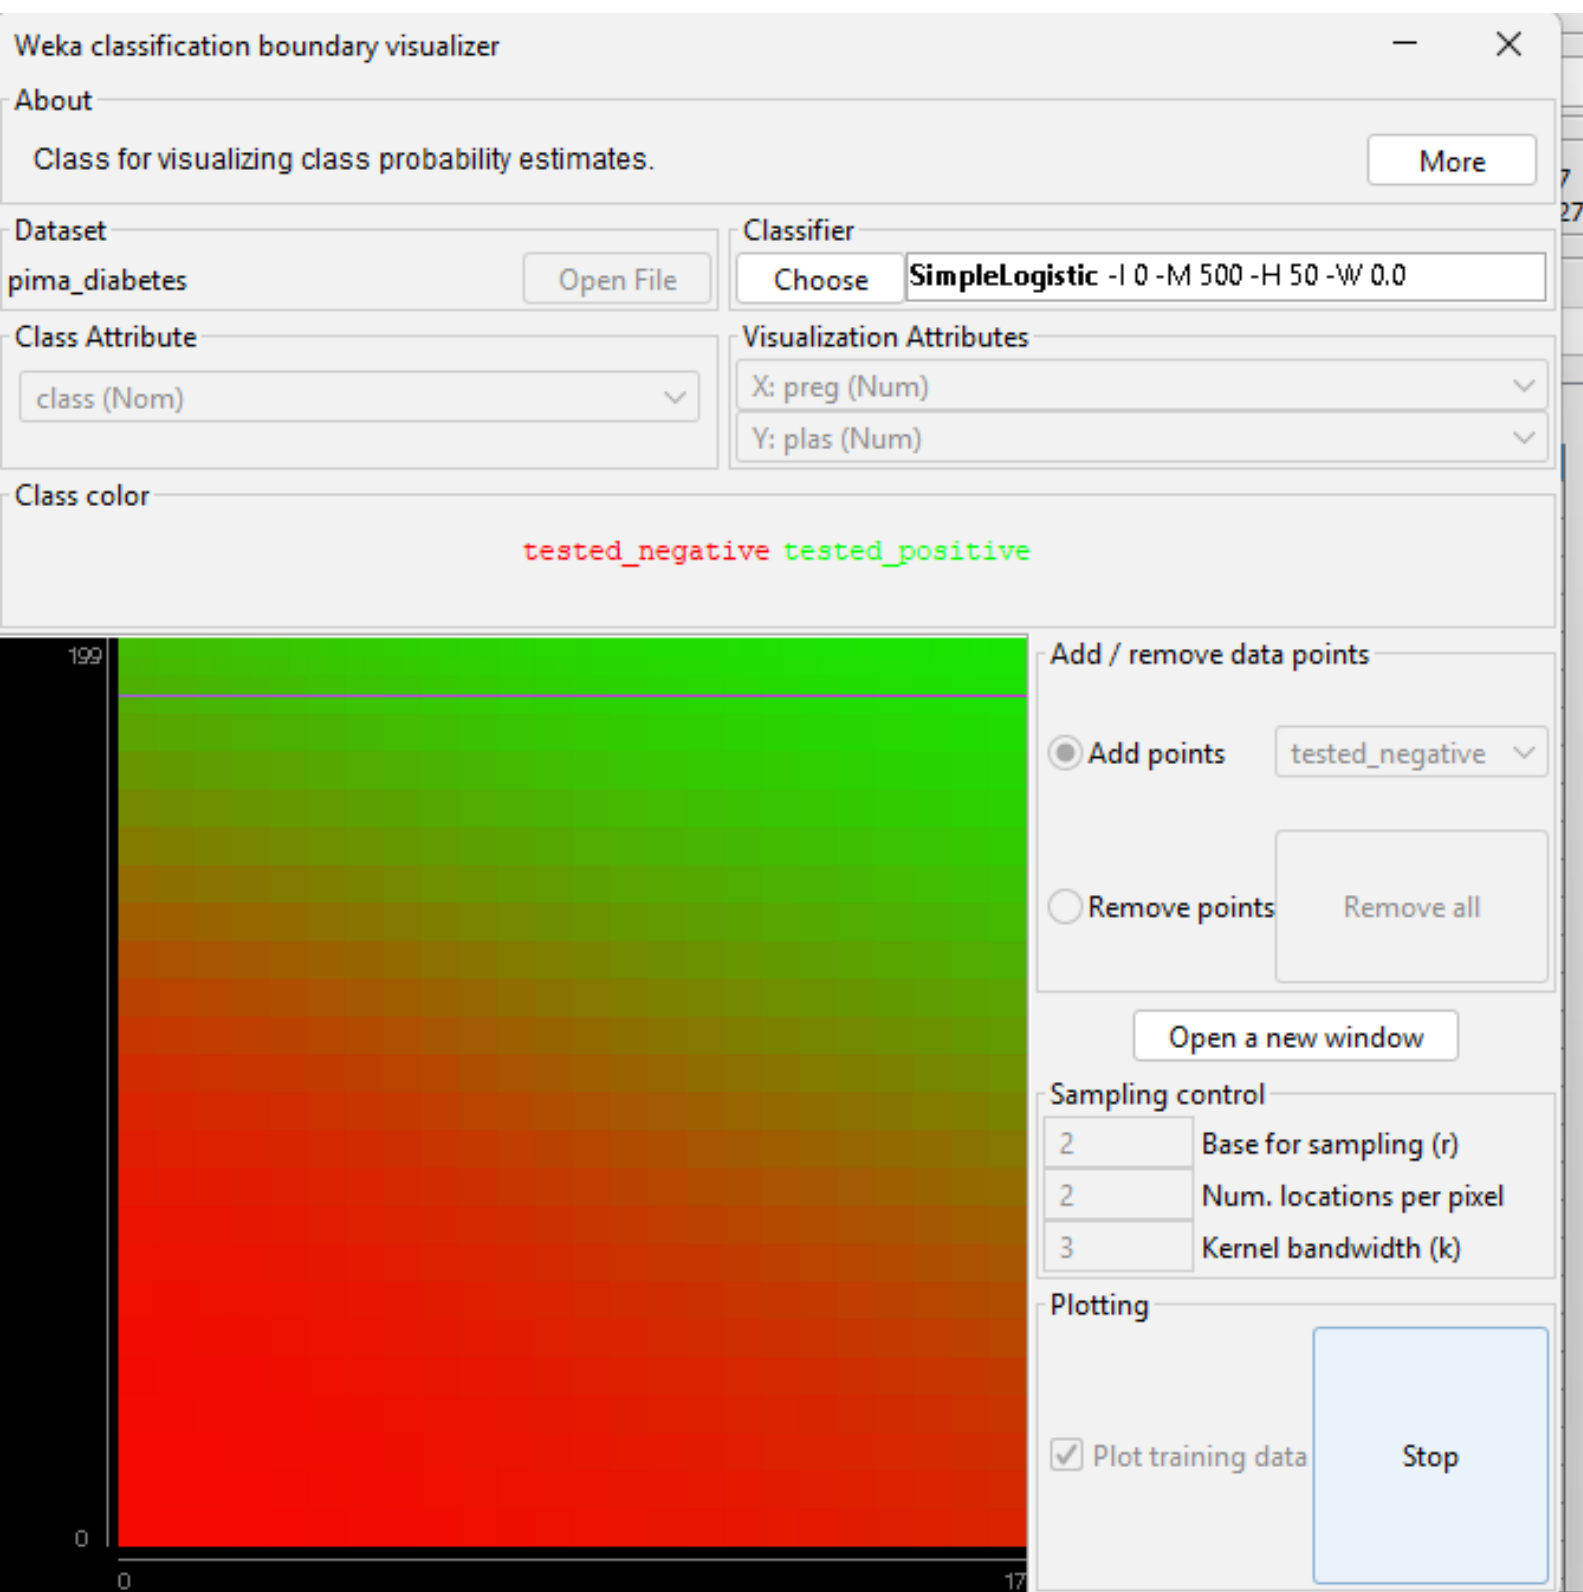 Weka classification boundary visualizer
About
Class for visualizing class probability estimates.
More
7
27
Dataset
pima_diabetes
Open File
Classifier
Choose
SimpleLogistic -I 0 -M 500 -H 50 -W 0.0
Class Attribute
class (Nom)
Visualization Attributes
X: preg (Num)
Y: plas (Num)
Class color
tested_negative tested_positive
199
0
0
17
Add / remove data points
Add points
tested_negative
Remove points
Remove all
Open a new window
Sampling control
2 Base for sampling (r)
2 Num. locations per pixel
3 Kernel bandwidth (k)
Plotting
Plot training data
Stop